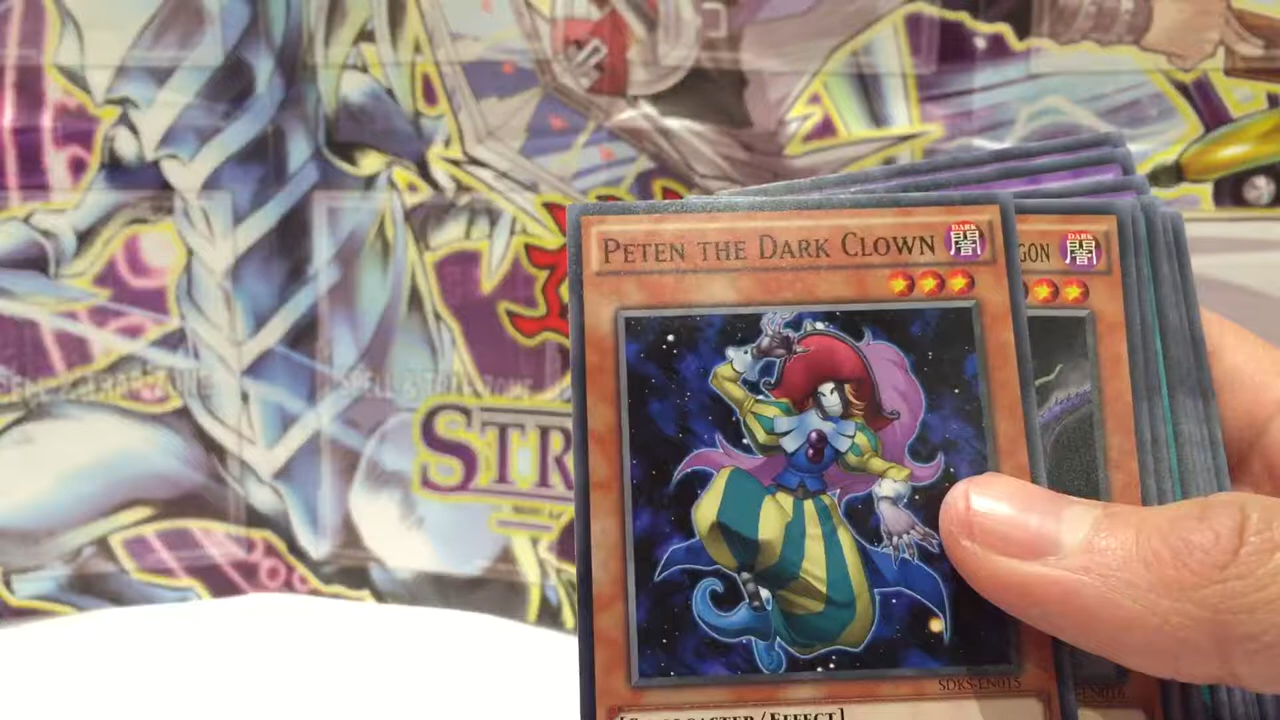 PETEN THE DARK CLOWN
DARK
闇
GON
DARK
闇
SPELL & TRAP ZONE
SPELL & TRAP ZONE
STR
SDKS-EN015
EN016
[SPELLCASTER/EFFECT]